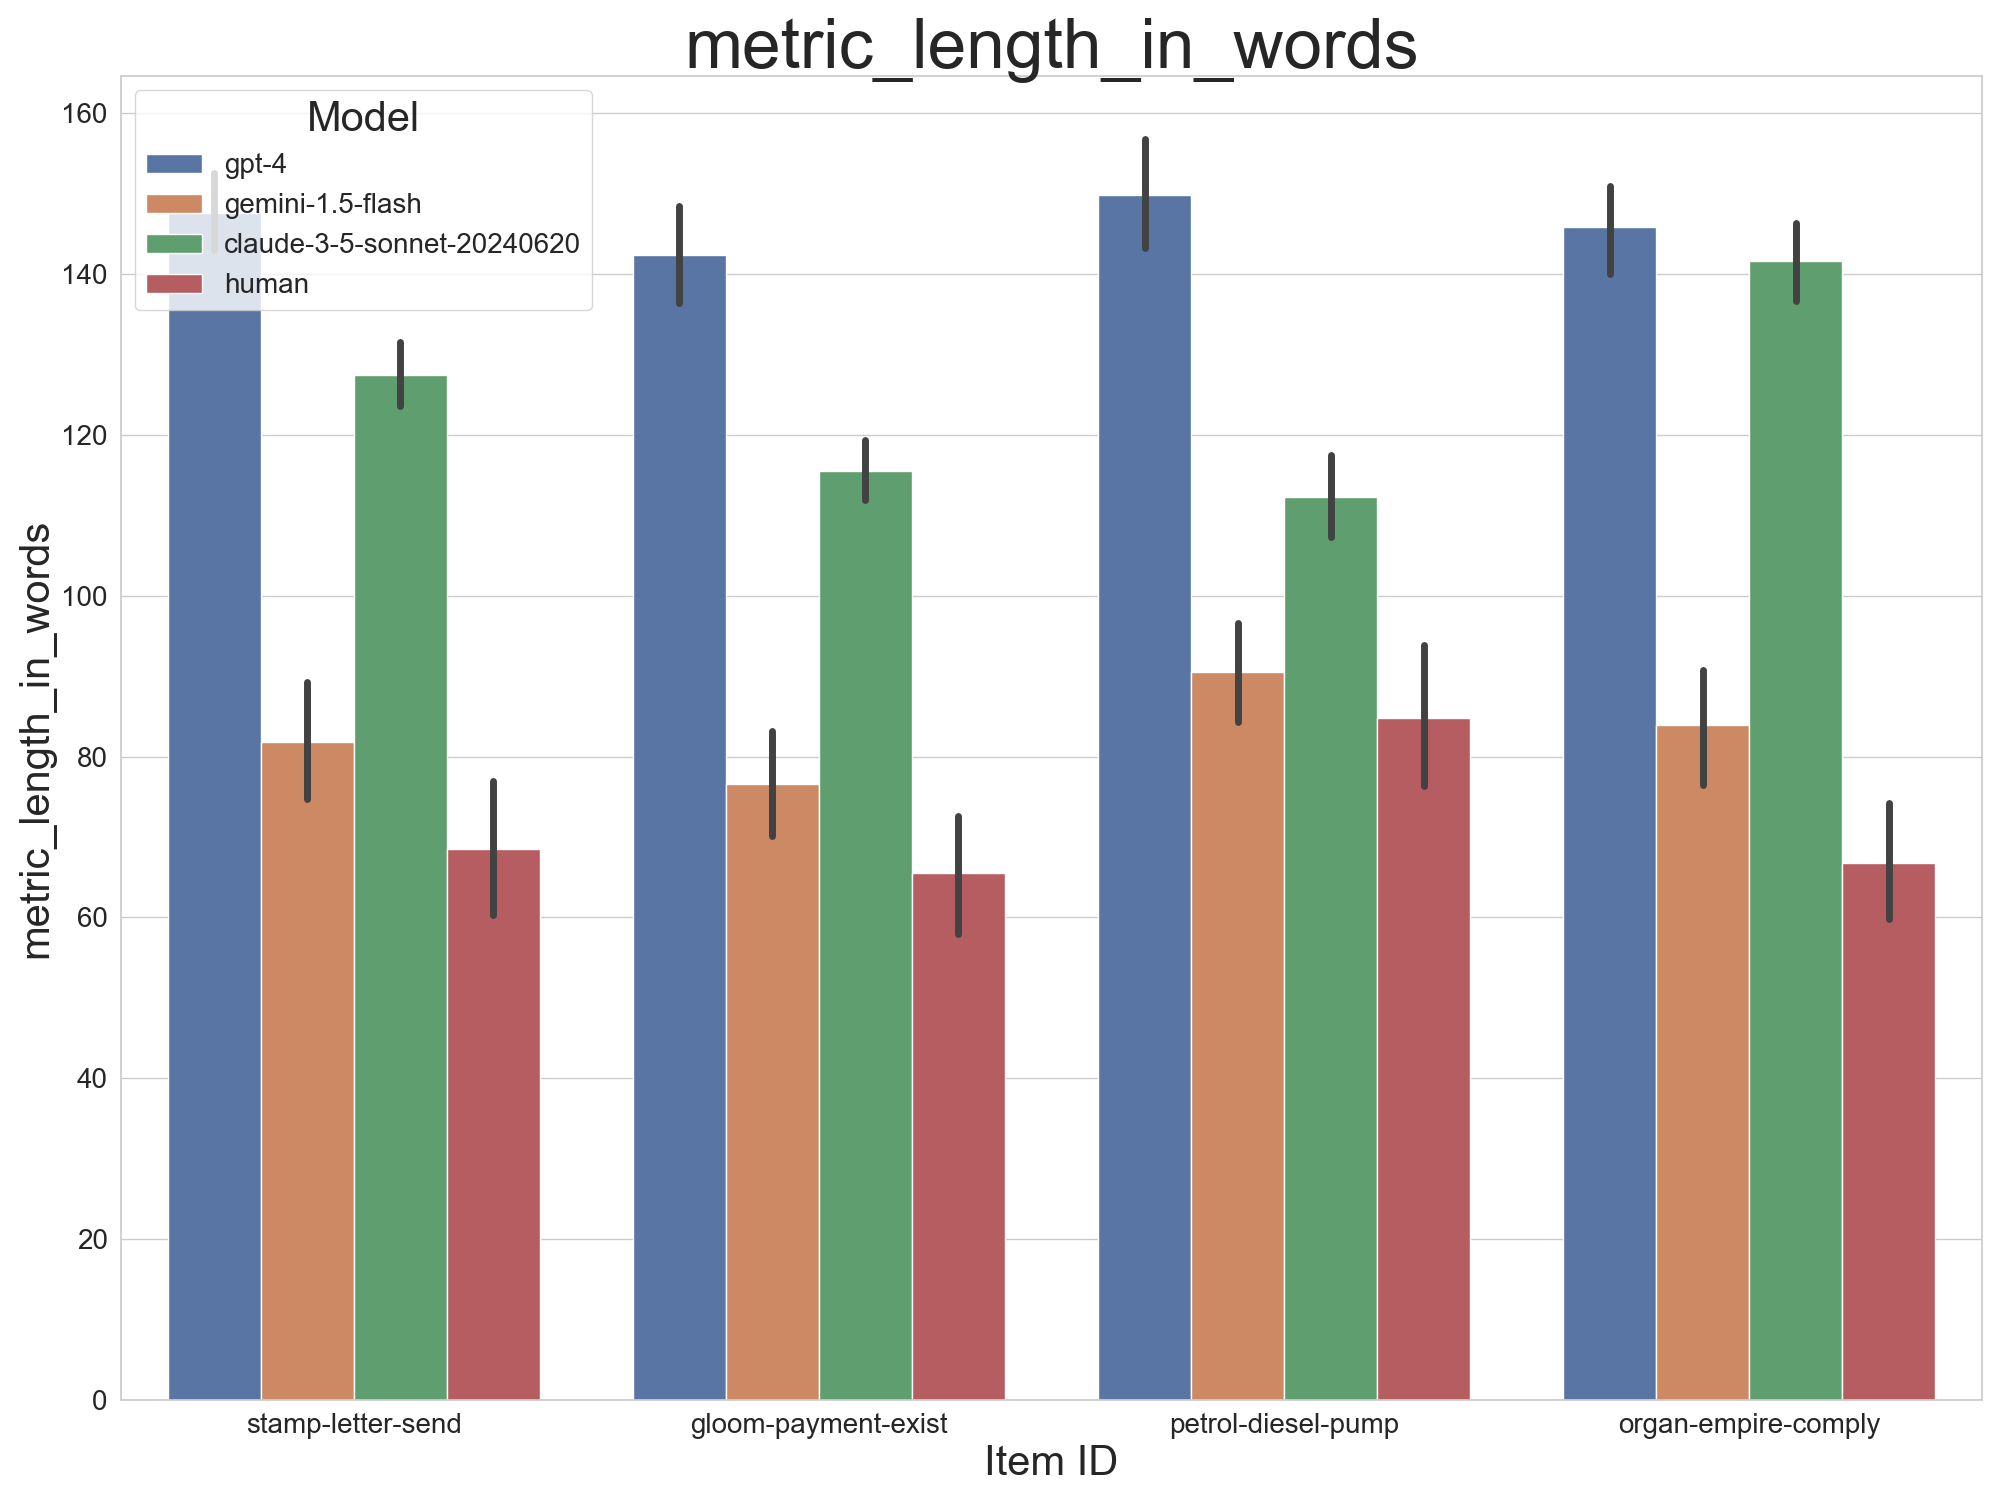 metric_length_in_words
Model
gpt-4
gemini-1.5-flash
claude-3-5-sonnet-20240620
human
metric_length_in_words
160
140
120
100
80
60
40
20
0
stamp-letter-send
gloom-payment-exist
petrol-diesel-pump
organ-empire-comply
Item ID